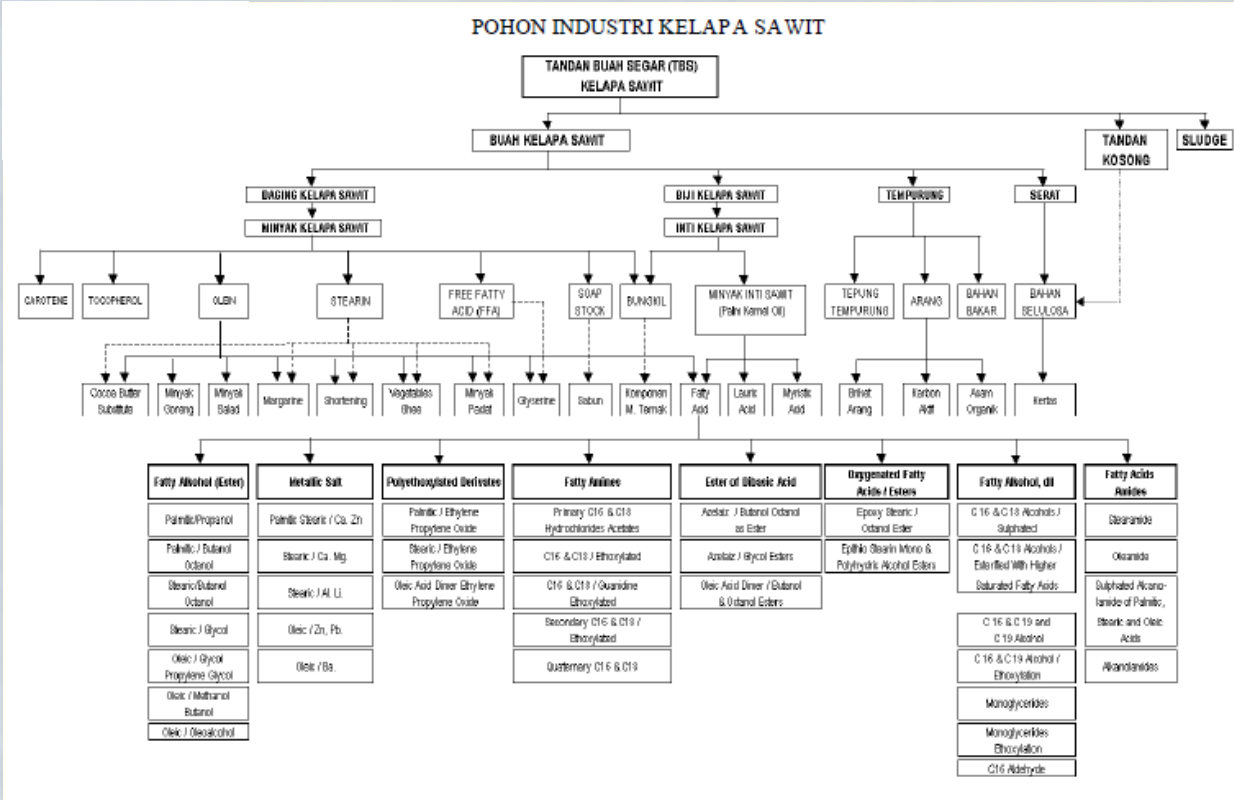 POHON INDUSTRI KELAPA SAWIT
TANDAN BUAH SEGAR (TBS)
KELAPA SAWIT
BUAH KELAPA SAWIT
TANDAN
KOSONG
SLUDGE
DAGING KELAPA SAWIT
BIJI KELAPA SAWIT
TEMPURUNG
SERAT
MINYAK KELAPA SAWIT
INTI KELAPA SAWIT
CAROTENE
TOCOPHEROL
OLEIN
STEARIN
FREE FATTY
ACID (FFA)
SOAP
STOCK
BUNGKIL
MINYAK INTI SAWIT
(Palm Kernel Oil)
TEPUNG
TEMPURUNG
ARANG
BAHAN
BAKAR
BAHAN
SELULOSA
Cocoa Butter
Substitute
Minyak
Goreng
Minyak
Salad
Margarine
Shortening
Vegatables
Ghee
Minyak
Padat
Glyserine
Sabun
Komponen
M. Ternak
Fatty
Acid
Lauric
Acid
Myristic
Acid
Briket
Arang
Karbon
Aktif
Asam
Organik
Kertas
Fatty Alkohol (Ester)
Palmitic/Propanol
Palmitic / Butanol
Octanol
Stearic/Butanol
Octanol
Stearic / Glycol
Oleic / Glycol
Propylene Glycol
Oleic / Methanol
Butanol
Oleic / Oleoalcohol
Metallic Salt
Palmitic Stearic / Ca. Zn
Stearic / Ca. Mg.
Stearic / Al. Li.
Oleic / Zn, Pb.
Oleic / Ba.
Polyethoxylated Derivates
Palmitic / Ethylene
Propylene Oxide
Stearic / Ethylene
Propylene Oxide
Oleic Acid Dimer Ethylene
Propylene Oxide
Fatty Amines
Primary C16 & C18
Hydrochlorides Acetates
C16 & C18 / Ethoxylated
C16 & C18 / Guanidine
Ethoxylated
Secondary C16 & C18 /
Ethoxylated
Quaternary C16 & C18
Ester of Dibasic Acid
Azelaiz / Butanol Octanol
as Ester
Azelaiz / Glycol Esters
Oleic Acid Dimer / Butanol
& Octanol Esters
Oxygenated Fatty
Acids / Esters
Epoxy Stearic /
Octanol Ester
Epithio Stearin Mono &
Polyhydric Alcohol Esters
Fatty Alkohol, dll
C 16 & C18 Alcohols /
Sulphated
C 16 & C18 Alcohols /
Esterified With Higher
Saturated Fatty Acids
C 16 & C 19 and
C 19 Alcohol
C 16 & C19 Alcohol /
Ethoxylation
Monoglycerides
Monoglycerides
Ethoxylation
C16 Aldehyde
Fatty Acids
Amides
Stearamide
Oleamide
Sulphated Alcano-
lamide of Palmitic,
Stearic and Oleic
Acids
Alkanolamides